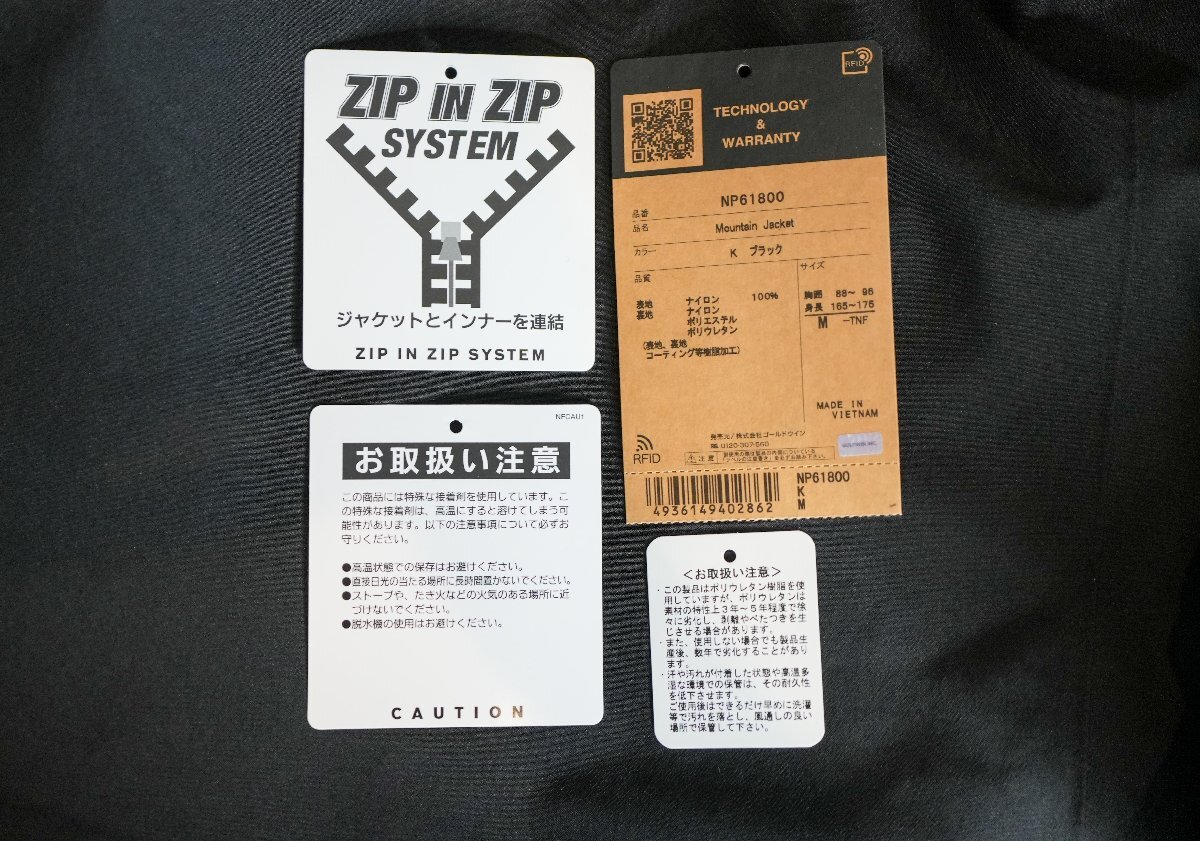 ZIP IN ZIP
SYSTEM
ジャケットとインナーを連結
ZIP IN ZIP SYSTEM
RFID
TECHNOLOGY
&
WARRANTY
品番 NP61800
品名 Mountain Jacket
カラー K ブラック
品質
サイズ
表地 ナイロン 100%
裏地 ナイロン
ポリエステル
ポリウレタン
(表地、裏地
コーティング等樹脂加工)
胸囲 88~ 96
身長 165~175
M -TNF
MADE IN
VIETNAM
発売元/株式会社ゴールドウイン
0120-307-560
RFID
注意
NP61800
K
M
4936149402862
NFCAU1
お取扱い注意
この商品には特殊な接着剤を使用しています。こ
の特殊な接着剤は、高温にすると溶けてしまう可
能性があります。以下の注意事項について必ずお
守りください。
●高温状態での保存はお避けください。
●直接日光の当たる場所に長時間置かないでください。
●ストーブや、たき火などの火気のある場所に近
づけないでください。
●脱水機の使用はお避けください。
CAUTION
<お取扱い注意>
・この製品はポリウレタン樹脂を使
用していますが、ポリウレタンは
素材の特性上3年~5年程度で徐
々に劣化し、剥離やべたつきを生
じさせる場合があります。
・また、使用しない場合でも製品生
産後、数年で劣化することがあり
ます。
・汗や汚れが付着した状態や高温多
湿な環境での保管は、その耐久性
を低下させます。
ご使用後はできるだけ早めに洗濯
等で汚れを落とし、風通しの良い
場所で保管して下さい。